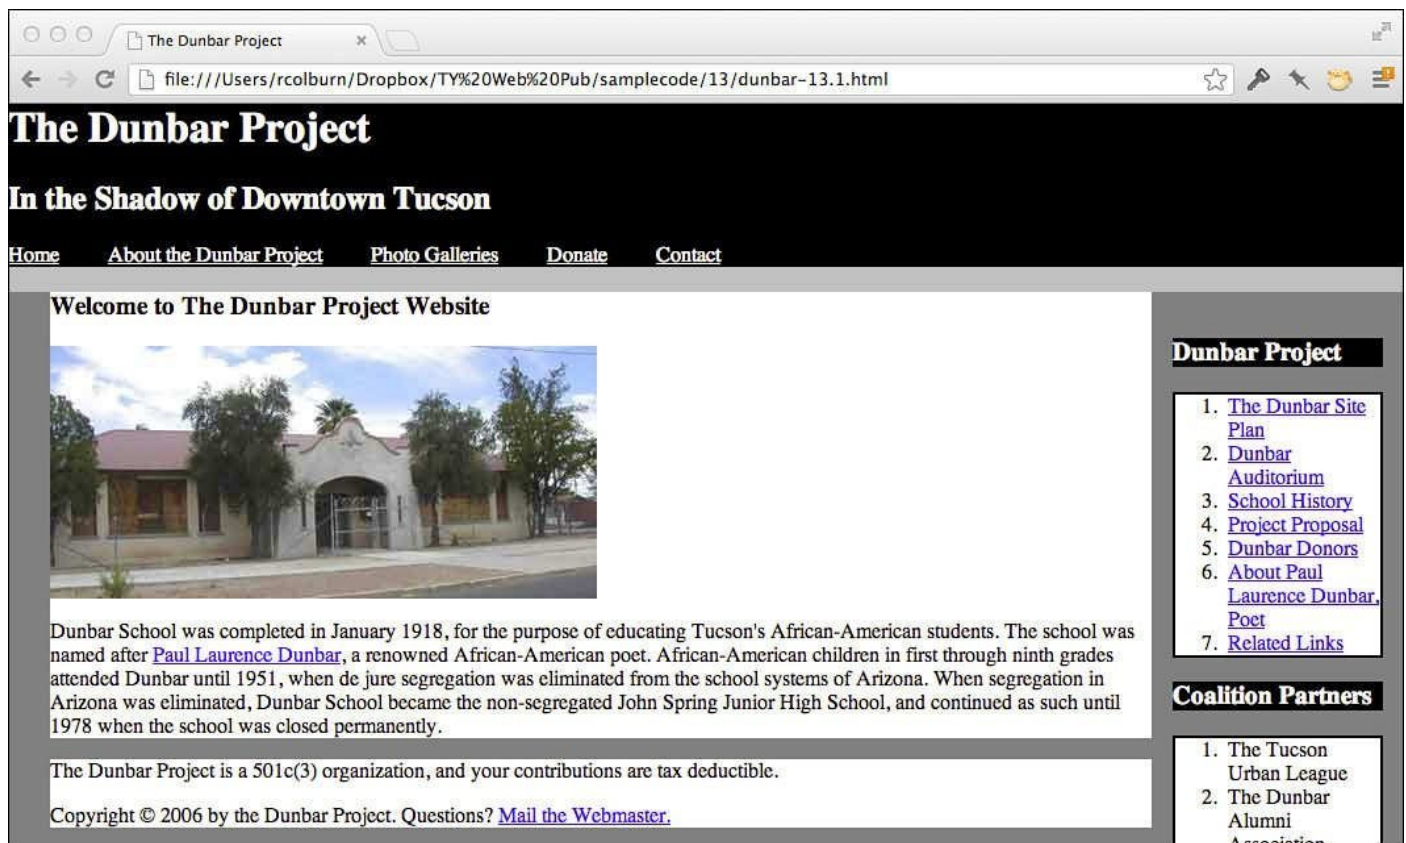 The Dunbar Project
file:///Users/rcolburn/Dropbox/TY%20Web%20Pub/samplecode/13/dunbar-13.1.html
The Dunbar Project
In the Shadow of Downtown Tucson
Home About the Dunbar Project Photo Galleries Donate Contact
Welcome to The Dunbar Project Website
Dunbar School was completed in January 1918, for the purpose of educating Tucson's African-American students. The school was
named after Paul Laurence Dunbar, a renowned African-American poet. African-American children in first through ninth grades
attended Dunbar until 1951, when de jure segregation was eliminated from the school systems of Arizona. When segregation in
Arizona was eliminated, Dunbar School became the non-segregated John Spring Junior High School, and continued as such until
1978 when the school was closed permanently.
The Dunbar Project is a 501c(3) organization, and your contributions are tax deductible.
Copyright © 2006 by the Dunbar Project. Questions? Mail the Webmaster.
Dunbar Project
1. The Dunbar Site
Plan
2. Dunbar
Auditorium
3. School History
4. Project Proposal
5. Dunbar Donors
6. About Paul
Laurence Dunbar,
Poet
7. Related Links
Coalition Partners
1. The Tucson
Urban League
2. The Dunbar
Alumni
Association